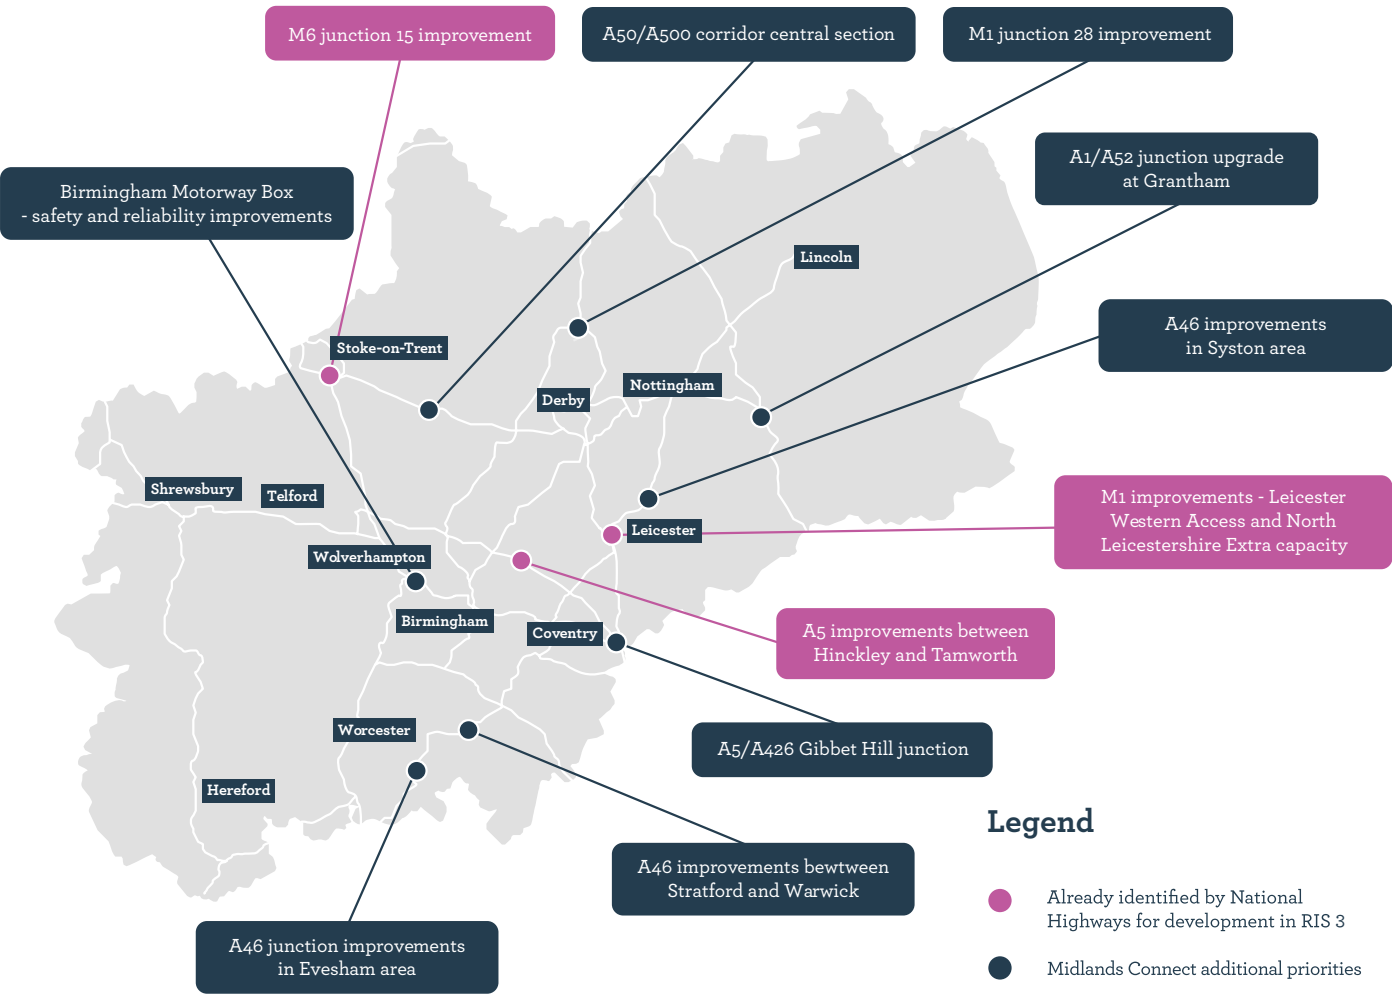 M6 junction 15 improvement
A50/A500 corridor central section
M1 junction 28 improvement
A1/A52 junction upgrade
at Grantham
Birmingham Motorway Box
- safety and reliability improvements
Lincoln
A46 improvements
in Syston area
Stoke-on-Trent
Nottingham
Derby
Shrewsbury
Telford
M1 improvements - Leicester
Western Access and North
Leicestershire Extra capacity
Leicester
Wolverhampton
Birmingham
Coventry
A5 improvements between
Hinckley and Tamworth
Worcester
A5/A426 Gibbet Hill junction
Hereford
A46 improvements bewtween
Stratford and Warwick
A46 junction improvements
in Evesham area
Legend
Already identified by National
Highways for development in RIS 3
Midlands Connect additional priorities